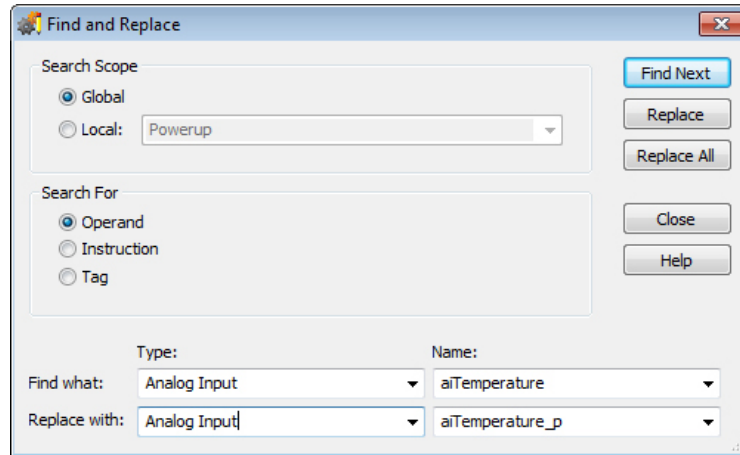 Find and Replace
Search Scope
Global
Local: Powerup
Find Next
Replace
Replace All
Search For
Operand
Instruction
Tag
Close
Help
Type: Name:
Find what: Analog Input aiTemperature
Replace with: Analog Input aiTemperature_p